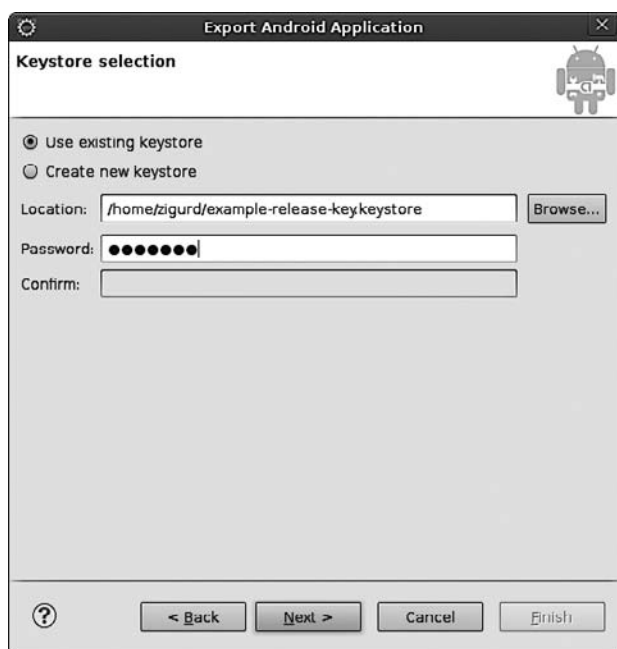 Export Android Application
Keystore selection
Use existing keystore
Create new keystore
Location: /home/zigurd/example-release-key.keystore Browse...
Password: ●●●●●●●
Confirm:
? < Back Next > Cancel Finish